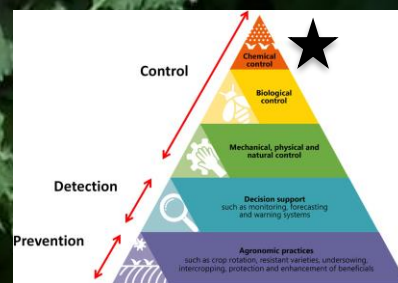 Control
Detection
Prevention
Chemical
control
Biological
control
Mechanical, physical and
natural control
Decision support
such as monitoring, forecasting
and warning systems
Agronomic practices
such as crop rotation, resistant varieties, undersowing,
intercropping, protection and enhancement of beneficials